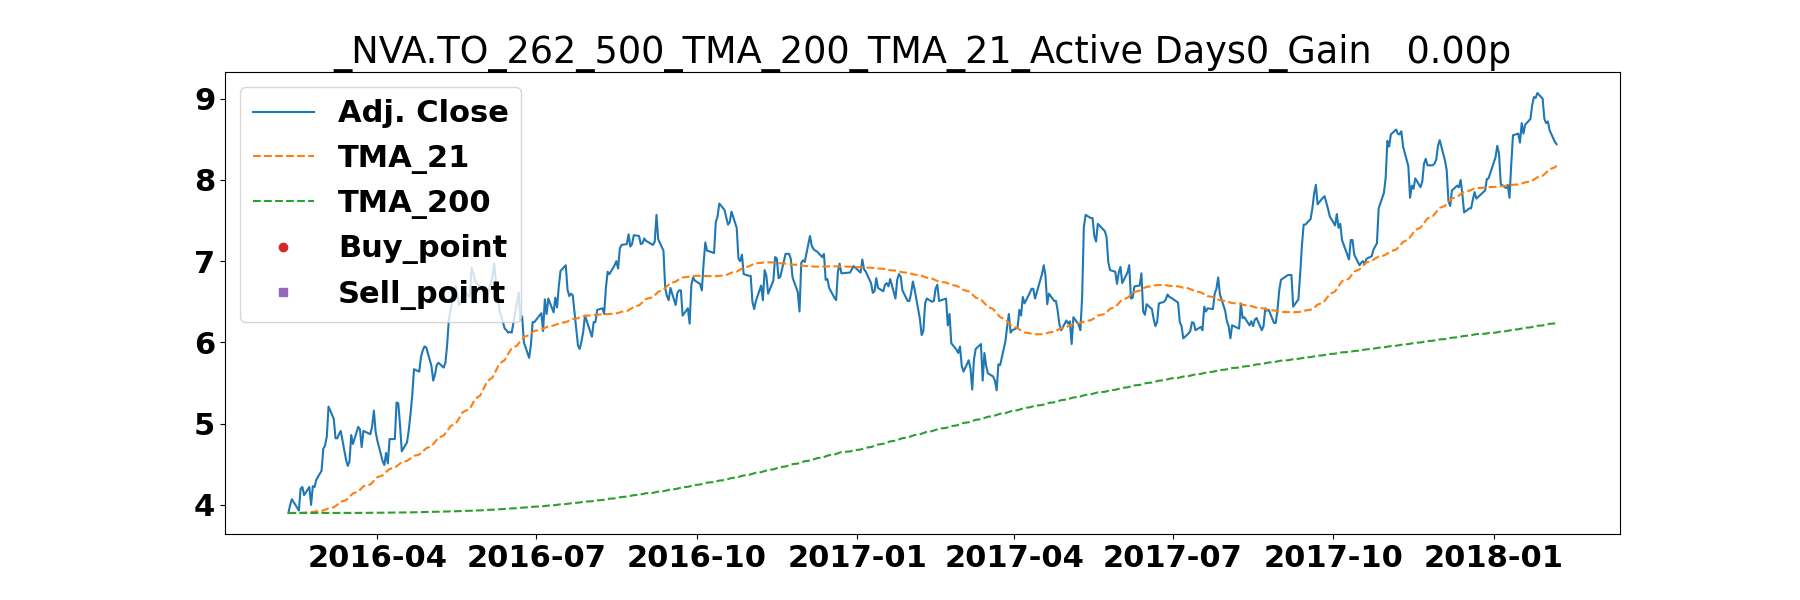 _NVA.TO_262_500_TMA_200_TMA_21_Active Days0_Gain   0.00p
9
8
7
6
5
4
Adj. Close
TMA_21
TMA_200
Buy_point
Sell_point
2016-04 2016-07 2016-10 2017-01 2017-04 2017-07 2017-10 2018-01